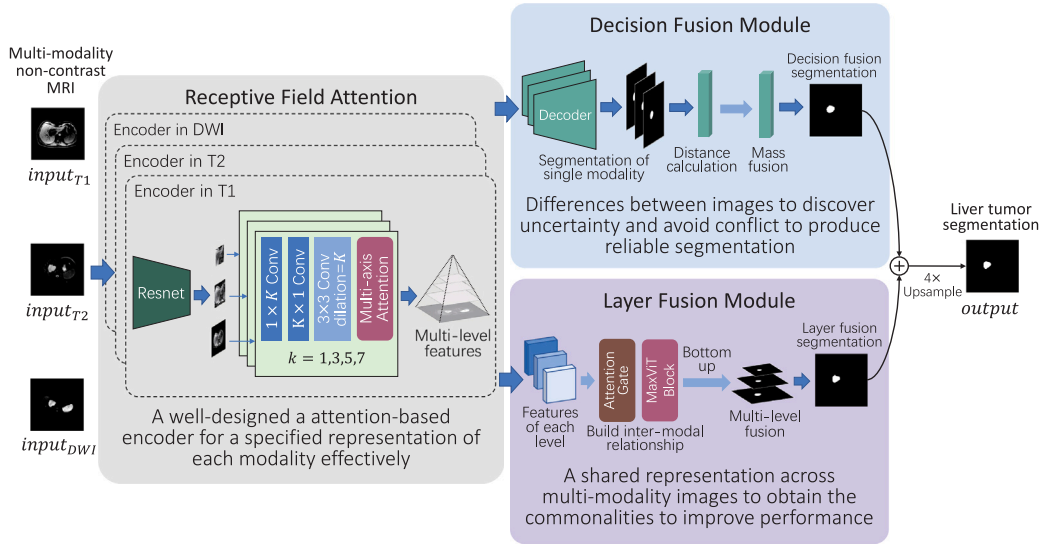 Multi-modality
non-contrast
MRI
input_T1
input_T2
input_DWI
Receptive Field Attention
Encoder in DWI
Encoder in T2
Encoder in T1
Resnet
1 × K Conv
K × 1 Conv
3×3 Conv
dilation=K
Multi-axis
Attention
k = 1,3,5,7
Multi-level
features
A well-designed a attention-based
encoder for a specified representation of
each modality effectively
Decision Fusion Module
Decoder
Segmentation of
single modality
Distance
calculation
Mass
fusion
Decision fusion
segmentation
Differences between images to discover
uncertainty and avoid conflict to produce
reliable segmentation
Layer Fusion Module
Features
of each
level
Attention
Gate
MaxViT
Block
Build inter-modal
relationship
Bottom
up
Multi-level
fusion
Layer fusion
segmentation
A shared representation across
multi-modality images to obtain the
commonalities to improve performance
+
4×
Upsample
Liver tumor
segmentation
output